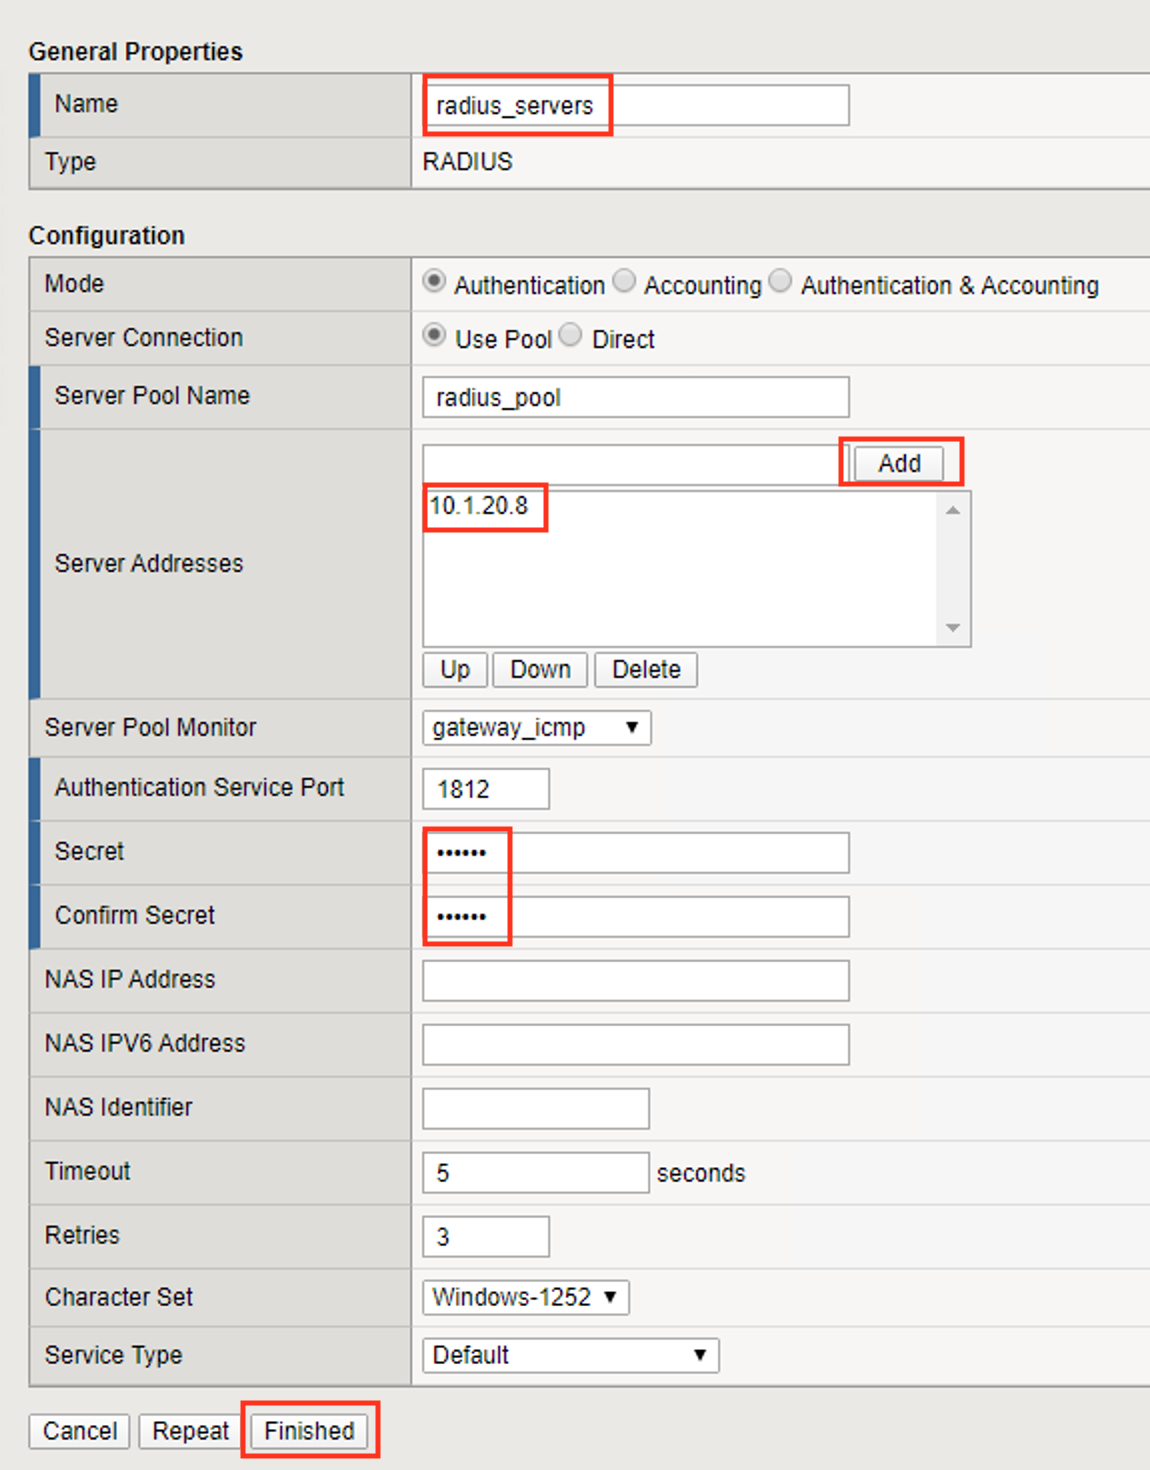 General Properties
Name radius_servers
Type RADIUS
Configuration
Mode Authentication Accounting Authentication & Accounting
Server Connection Use Pool Direct
Server Pool Name radius_pool
Add
10.1.20.8
Server Addresses
Up Down Delete
Server Pool Monitor gateway_icmp
Authentication Service Port 1812
Secret ••••••
Confirm Secret ••••••
NAS IP Address
NAS IPV6 Address
NAS Identifier
Timeout 5 seconds
Retries 3
Character Set Windows-1252
Service Type Default
Cancel Repeat Finished